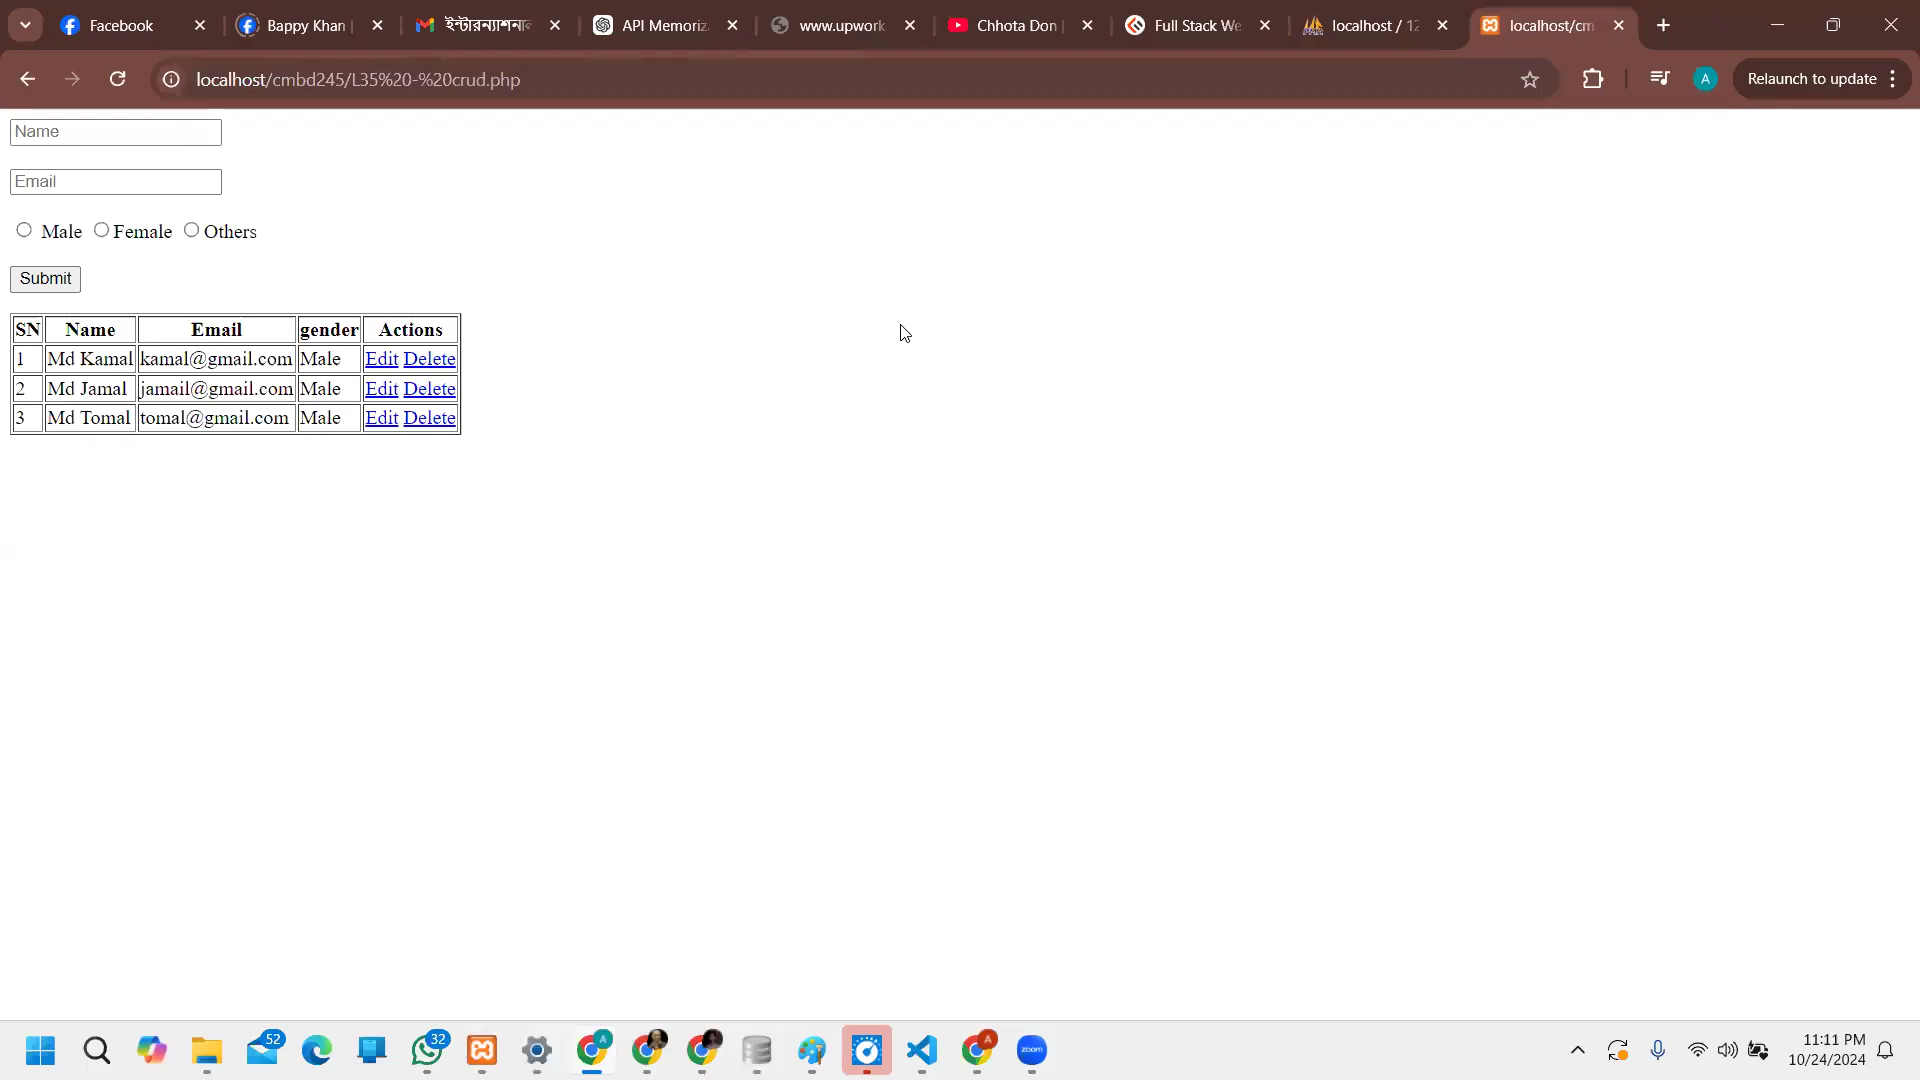 Facebook
Bappy Khan |
API Memoriz
www.upwork
Chhota Don
Full Stack We
localhost / 12
localhost/cm
localhost/cmbd245/L35%20-%20crud.php
A
Relaunch to update
Name
Email
Male Female Others
Submit
SN Name Email gender Actions
1 Md Kamal kamal@gmail.com Male Edit Delete
2 Md Jamal jamail@gmail.com Male Edit Delete
3 Md Tomal tomal@gmail.com Male Edit Delete
52
32
A
A
zoom
11:11 PM
10/24/2024